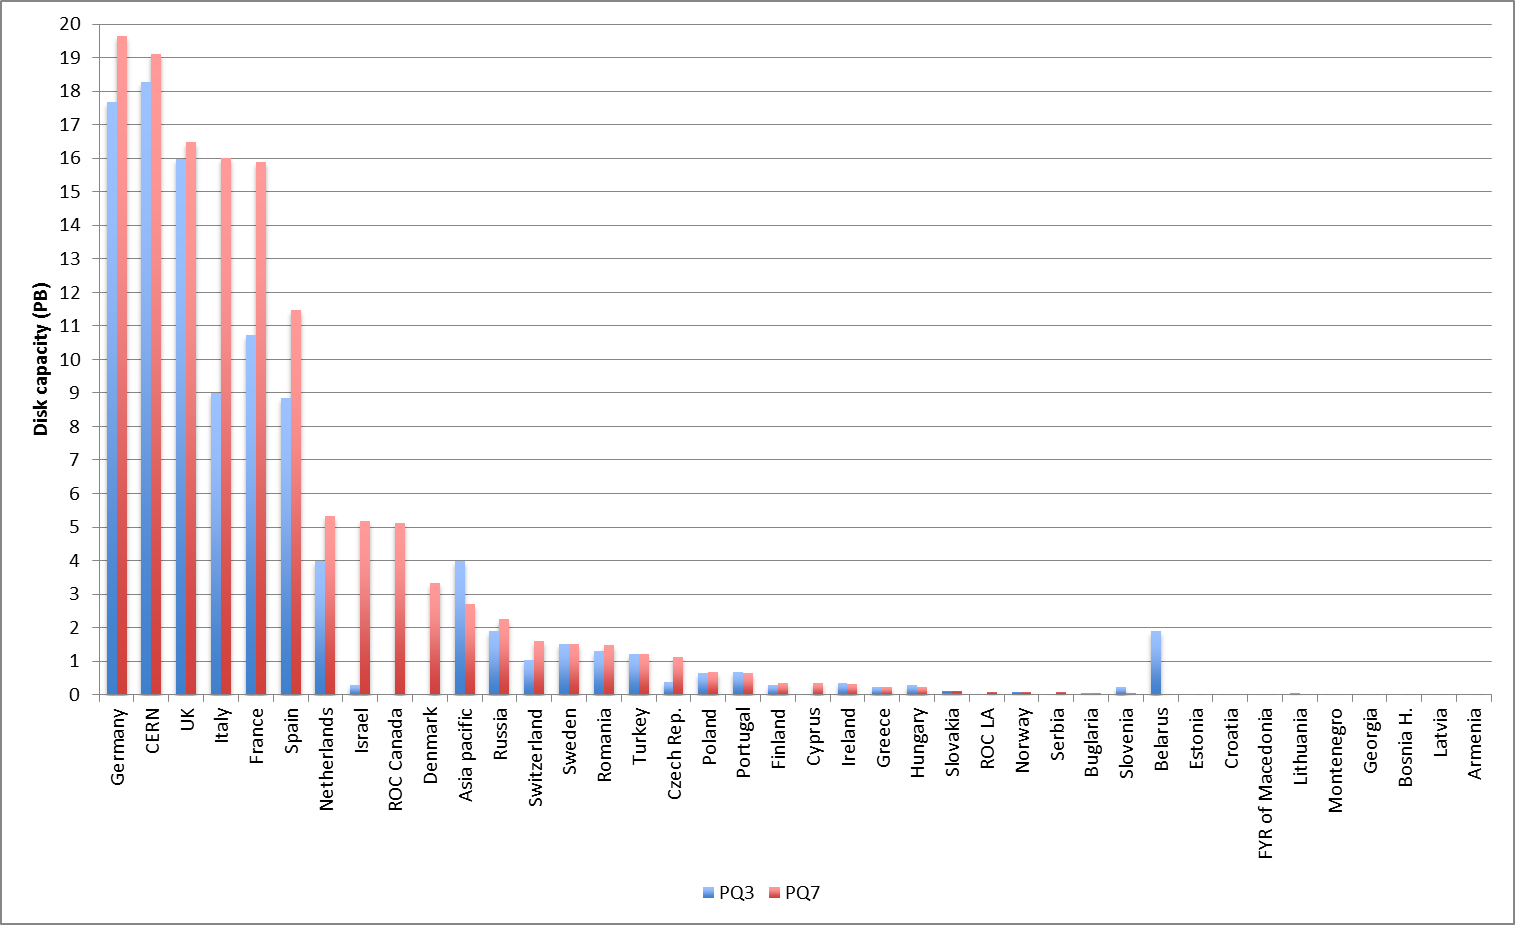 20
19
18
17
16
15
14
13
12
11
10
9
8
7
6
5
4
3
2
1
0
Disk capacity (PB)
Germany
CERN
UK
Italy
France
Spain
Netherlands
Israel
ROC Canada
Denmark
Asia pacific
Russia
Switzerland
Sweden
Romania
Turkey
Czech Rep.
Poland
Portugal
Finland
Cyprus
Ireland
Greece
Hungary
Slovakia
ROC LA
Norway
Serbia
Buglaria
Slovenia
Belarus
Estonia
Croatia
FYR of Macedonia
Lithuania
Montenegro
Georgia
Bosnia H.
Latvia
Armenia
PQ3 PQ7